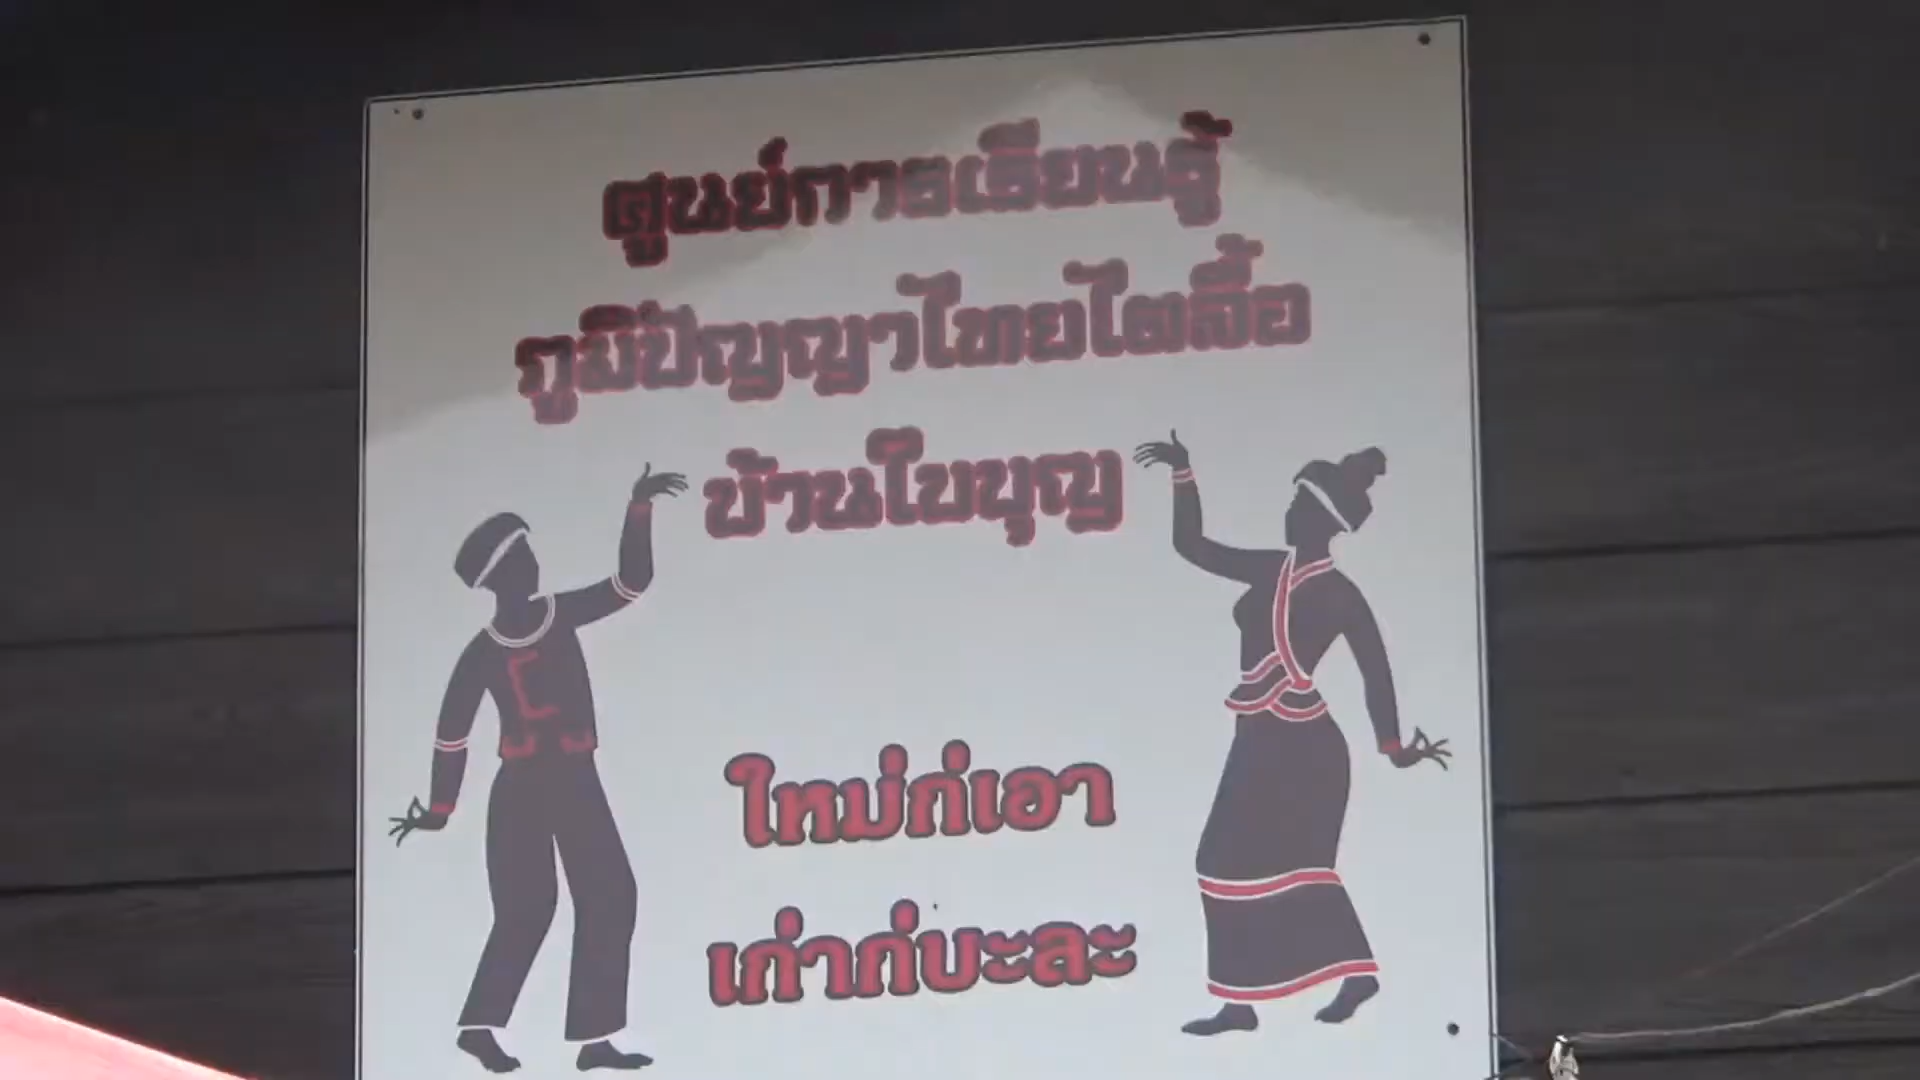 ศูนย์การเรียนรู้
ภูมิปัญญาไทยไตลื้อ
บ้านใบบุญ
ใหม่ก่เอา
เก่าก่บะละ